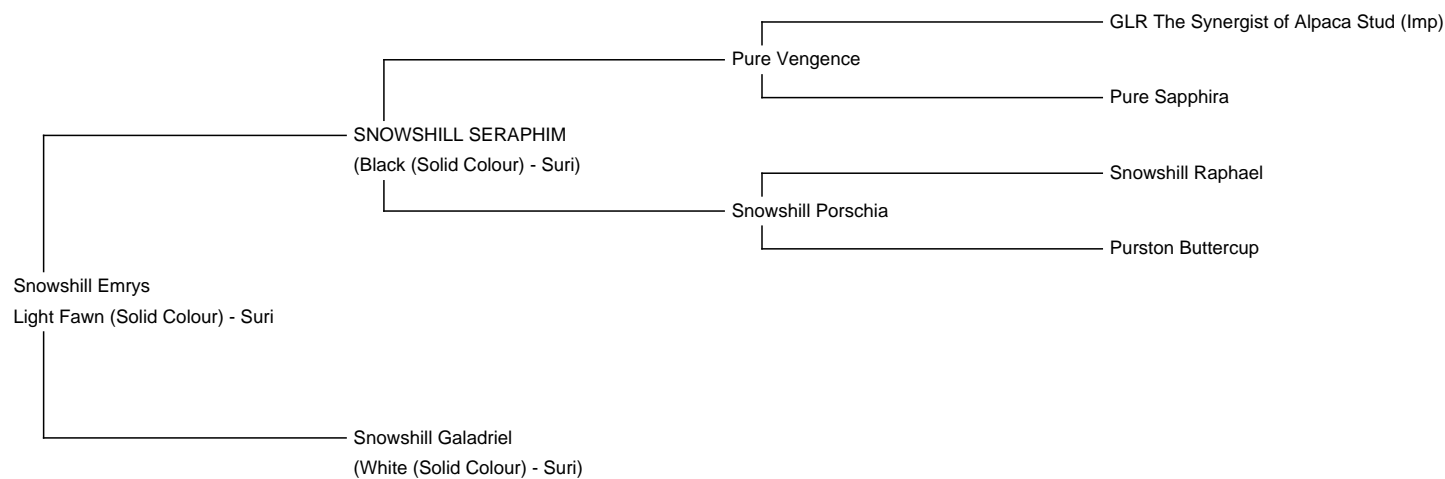 GLR The Synergist of Alpaca Stud (Imp)
Pure Vengence
Pure Sapphira
SNOWSHILL SERAPHIM
(Black (Solid Colour) - Suri)
Snowshill Raphael
Snowshill Porschia
Purston Buttercup
Snowshill Emrys
Light Fawn (Solid Colour) - Suri
Snowshill Galadriel
(White (Solid Colour) - Suri)